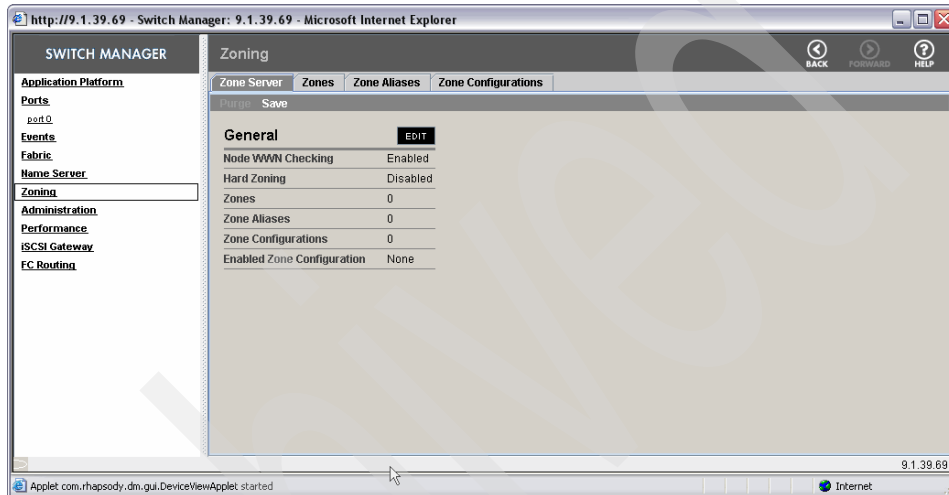 http://9.1.39.69 - Switch Manager: 9.1.39.69 - Microsoft Internet Explorer
SWITCH MANAGER
Zoning
BACK
FORWARD
HELP
Application Platform
Ports
port 0
Events
Fabric
Name Server
Zoning
Administration
Performance
iSCSI Gateway
FC Routing
Zone Server Zones Zone Aliases Zone Configurations
Purge Save
General EDIT
Node WWN Checking Enabled
Hard Zoning Disabled
Zones 0
Zone Aliases 0
Zone Configurations 0
Enabled Zone Configuration None
9.1.39.69
Applet com.rhapsody.dm.gui.DeviceViewApplet started
Internet